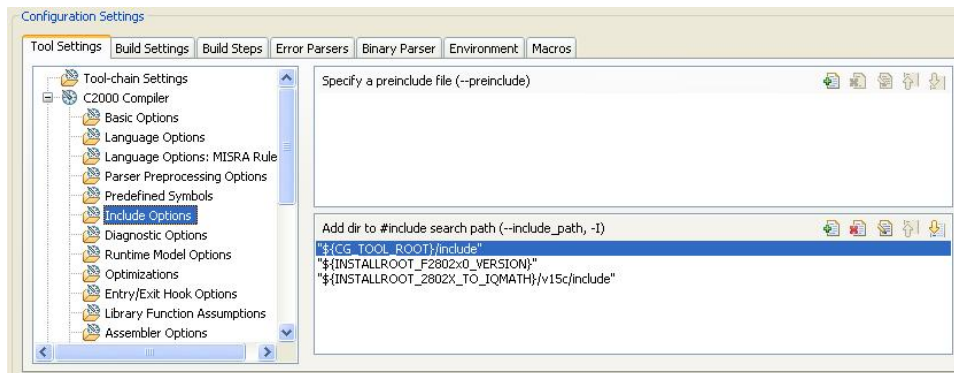 Configuration Settings
Tool Settings Build Settings Build Steps Error Parsers Binary Parser Environment Macros
Tool-chain Settings
C2000 Compiler
Basic Options
Language Options
Language Options: MISRA Rule
Parser Preprocessing Options
Predefined Symbols
Include Options
Diagnostic Options
Runtime Model Options
Optimizations
Entry/Exit Hook Options
Library Function Assumptions
Assembler Options
Specify a preinclude file (--preinclude)
Add dir to #include search path (--include_path, -I)
"${CG_TOOL_ROOT}/include"
"${INSTALLROOT_F2802x0_VERSION}"
"${INSTALLROOT_2802X_TO_IQMATH}/v15c/include"